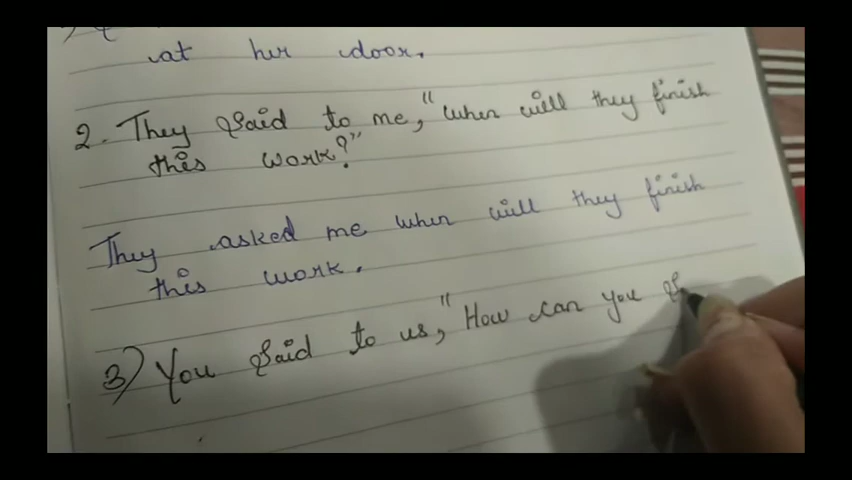 at her door.
2. They said to me, "when will they finish
this work?"
They asked me when will they finish
this work.
3) You said to us, "How can you